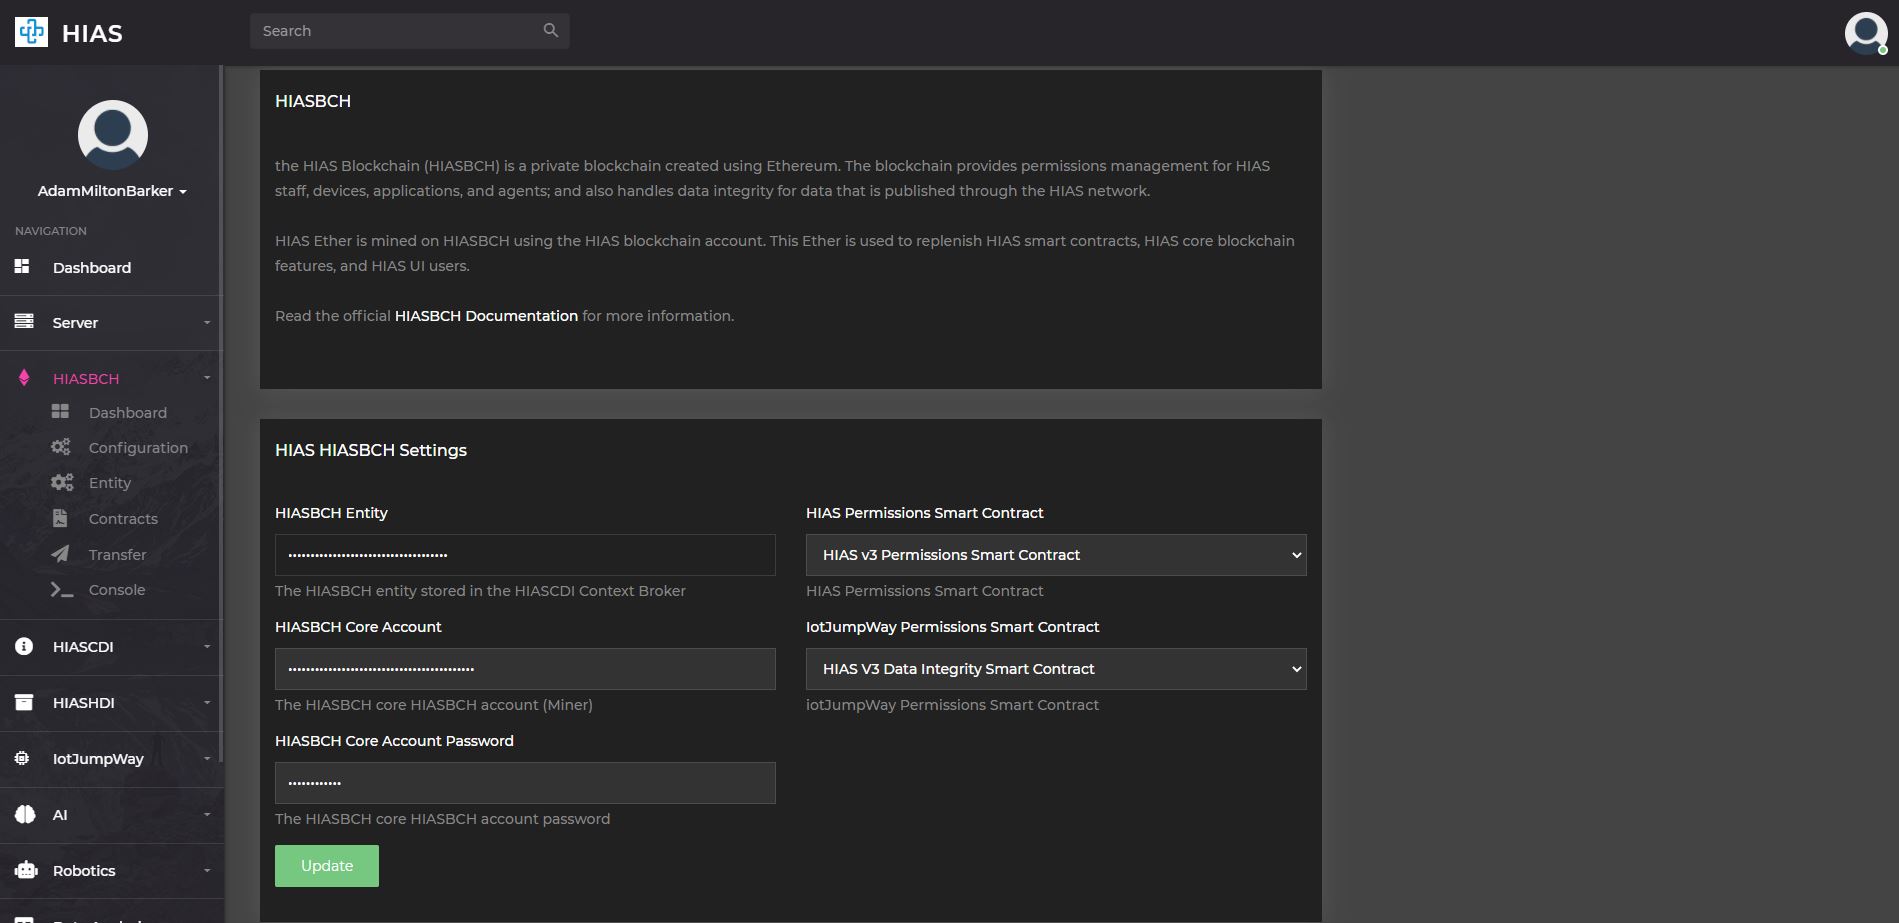 HIAS
Search
AdamMiltonBarker
NAVIGATION
Dashboard
Server
HIASBCH
Dashboard
Configuration
Entity
Contracts
Transfer
Console
HIASCDI
HIASHDI
IotJumpWay
AI
Robotics
HIASBCH
the HIAS Blockchain (HIASBCH) is a private blockchain created using Ethereum. The blockchain provides permissions management for HIAS
staff, devices, applications, and agents; and also handles data integrity for data that is published through the HIAS network.
HIAS Ether is mined on HIASBCH using the HIAS blockchain account. This Ether is used to replenish HIAS smart contracts, HIAS core blockchain
features, and HIAS UI users.
Read the official HIASBCH Documentation for more information.
HIAS HIASBCH Settings
HIASBCH Entity
The HIASBCH entity stored in the HIASCDI Context Broker
HIASBCH Core Account
The HIASBCH core HIASBCH account (Miner)
HIASBCH Core Account Password
The HIASBCH core HIASBCH account password
Update
HIAS Permissions Smart Contract
HIAS v3 Permissions Smart Contract
HIAS Permissions Smart Contract
IotJumpWay Permissions Smart Contract
HIAS V3 Data Integrity Smart Contract
iotJumpWay Permissions Smart Contract